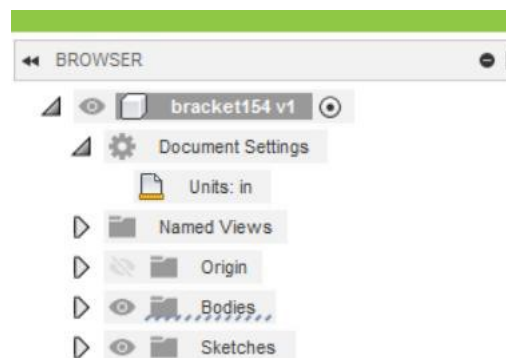 BROWSER
bracket154 v1
Document Settings
Units: in
Named Views
Origin
Bodies
Sketches